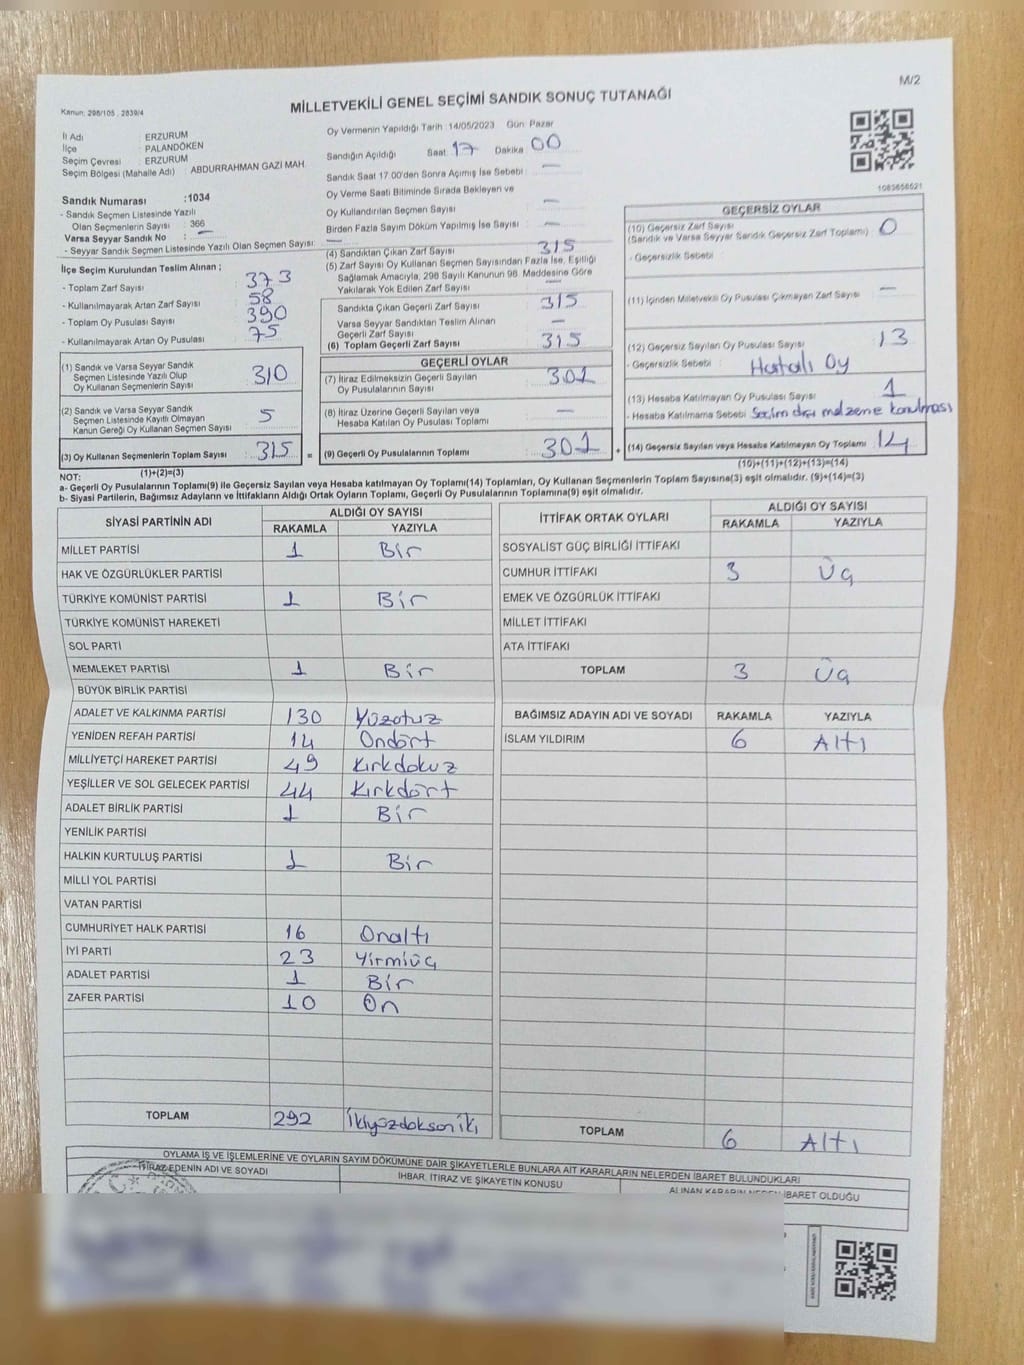 M/2
Kanun: 298/105 , 2839/4
MİLLETVEKİLİ GENEL SEÇİMİ SANDIK SONUÇ TUTANAĞI
İl Adı : ERZURUM
İlçe : PALANDÖKEN
Seçim Çevresi : ERZURUM
Seçim Bölgesi (Mahalle Adı) ABDURRAHMAN GAZİ MAH.
Sandık Numarası :1034
- Sandık Seçmen Listesinde Yazılı
Olan Seçmenlerin Sayısı : 366
Varsa Seyyar Sandık No : –
- Seyyar Sandık Seçmen Listesinde Yazılı Olan Seçmen Sayısı: –
İlçe Seçim Kurulundan Teslim Alınan ;
- Toplam Zarf Sayısı : 373
- Kullanılmayarak Artan Zarf Sayısı : 58
- Toplam Oy Pusulası Sayısı : 390
- Kullanılmayarak Artan Oy Pusulası : 75
(1) Sandık ve Varsa Seyyar Sandık
Seçmen Listesinde Yazılı Olup
Oy Kullanan Seçmenlerin Sayısı 310
(2) Sandık ve Varsa Seyyar Sandık
Seçmen Listesinde Kayıtlı Olmayan
Kanun Gereği Oy Kullanan Seçmen Sayısı 5
(3) Oy Kullanan Seçmenlerin Toplam Sayısı 315 =
(1)+(2)=(3)
Oy Vermenin Yapıldığı Tarih :14/05/2023 Gün: Pazar
Sandığın Açıldığı Saat 17 Dakika 00
Sandık Saat 17.00'den Sonra Açımış İse Sebebi : –
Oy Verme Saati Bitiminde Sırada Bekleyen ve
Oy Kullandırılan Seçmen Sayısı –
Birden Fazla Sayım Döküm Yapılmış İse Sayısı –
(4) Sandıktan Çıkan Zarf Sayısı 315
(5) Zarf Sayısı Oy Kullanan Seçmen Sayısından Fazla İse, Eşitliği
Sağlamak Amacıyla, 298 Sayılı Kanunun 98. Maddesine Göre
Yakılarak Yok Edilen Zarf Sayısı –
Sandıkta Çıkan Geçerli Zarf Sayısı 315
Varsa Seyyar Sandıktan Teslim Alınan
Geçerli Zarf Sayısı –
(6) Toplam Geçerli Zarf Sayısı 315
GEÇERLİ OYLAR
(7) İtiraz Edilmeksizin Geçerli Sayılan
Oy Pusulalarının Sayısı 301
(8) İtiraz Üzerine Geçerli Sayılan veya
Hesaba Katılan Oy Pusulası Toplamı –
(9) Geçerli Oy Pusulalarının Toplamı 301 +
1083658521
GEÇERSİZ OYLAR
(10) Geçersiz Zarf Sayısı 0
(Sandık ve Varsa Seyyar Sandık Geçersiz Zarf Toplamı)
- Geçersizlik Sebebi :
(11) İçinden Milletvekili Oy Pusulası Çıkmayan Zarf Sayısı –
(12) Geçersiz Sayılan Oy Pusulası Sayısı 13
- Geçersizlik Sebebi : Hatalı Oy
(13) Hesaba Katılmayan Oy Pusulası Sayısı 1
- Hesaba Katılmama Sebebi Seçim dışı malzeme konulması
(14) Geçersiz Sayılan veya Hesaba Katılmayan Oy Toplamı 14
(10)+(11)+(12)+(13)=(14)
NOT:
a- Geçerli Oy Pusulalarının Toplamı(9) ile Geçersiz Sayılan veya Hesaba katılmayan Oy Toplamı(14) Toplamları, Oy Kullanan Seçmenlerin Toplam Sayısına(3) eşit olmalıdır. (9)+(14)=(3)
b- Siyasi Partilerin, Bağımsız Adayların ve İttifakların Aldığı Ortak Oyların Toplamı, Geçerli Oy Pusulalarının Toplamına(9) eşit olmalıdır.
SİYASİ PARTİNİN ADI ALDIĞI OY SAYISI
RAKAMLA YAZIYLA
MİLLET PARTİSİ 1 Bir
HAK VE ÖZGÜRLÜKLER PARTİSİ
TÜRKİYE KOMÜNİST PARTİSİ 1 Bir
TÜRKİYE KOMÜNİST HAREKETİ
SOL PARTİ
MEMLEKET PARTİSİ 1 Bir
BÜYÜK BİRLİK PARTİSİ
ADALET VE KALKINMA PARTİSİ 130 Yüzotuz
YENİDEN REFAH PARTİSİ 14 Ondört
MİLLİYETÇİ HAREKET PARTİSİ 49 Kırkdokuz
YEŞİLLER VE SOL GELECEK PARTİSİ 44 Kırkdört
ADALET BİRLİK PARTİSİ 1 Bir
YENİLİK PARTİSİ
HALKIN KURTULUŞ PARTİSİ 1 Bir
MİLLİ YOL PARTİSİ
VATAN PARTİSİ
CUMHURİYET HALK PARTİSİ 16 Onaltı
İYİ PARTİ 23 Yirmiüç
ADALET PARTİSİ 1 Bir
ZAFER PARTİSİ 10 On
TOPLAM 292 İkiyüzdoksaniki
İTTİFAK ORTAK OYLARI ALDIĞI OY SAYISI
RAKAMLA YAZIYLA
SOSYALİST GÜÇ BİRLİĞİ İTTİFAKI
CUMHUR İTTİFAKI 3 Üç
EMEK VE ÖZGÜRLÜK İTTİFAKI
MİLLET İTTİFAKI
ATA İTTİFAKI
TOPLAM 3 Üç
BAĞIMSIZ ADAYIN ADI VE SOYADI RAKAMLA YAZIYLA
İSLAM YILDIRIM 6 Altı
TOPLAM 6 Altı
OYLAMA İŞ VE İŞLEMLERİNE VE OYLARIN SAYIM DÖKÜMÜNE DAİR ŞİKAYETLERLE BUNLARA AİT KARARLARIN NELERDEN İBARET BULUNDUKLARI
İTİRAZ EDENİN ADI VE SOYADI İHBAR, İTİRAZ VE ŞİKAYETİN KONUSU ALINAN KARARIN NEDEN İBARET OLDUĞU